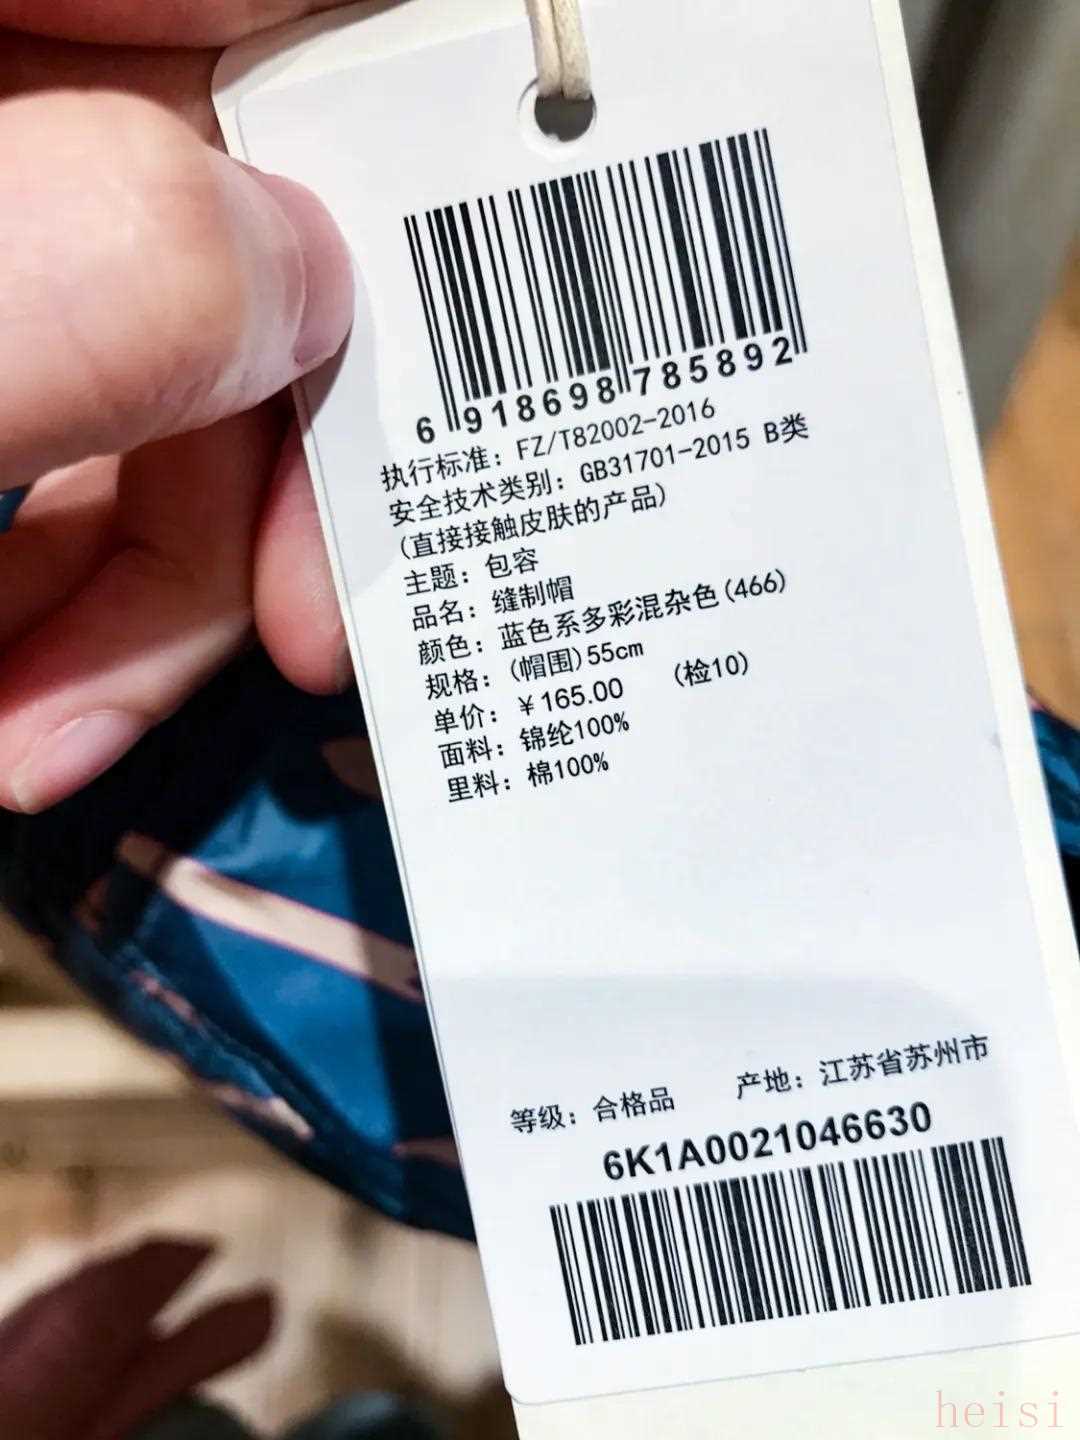 6 918698 785892
执行标准：FZ/T82002-2016
安全技术类别：GB31701-2015 B类
(直接接触皮肤的产品)
主题：包容
品名：缝制帽
颜色：蓝色系多彩混杂色(466)
规格：(帽围)55cm
单价：￥165.00 (检10)
面料：锦纶100%
里料：棉100%
等级：合格品 产地：江苏省苏州市
6K1A0021046630
heisi